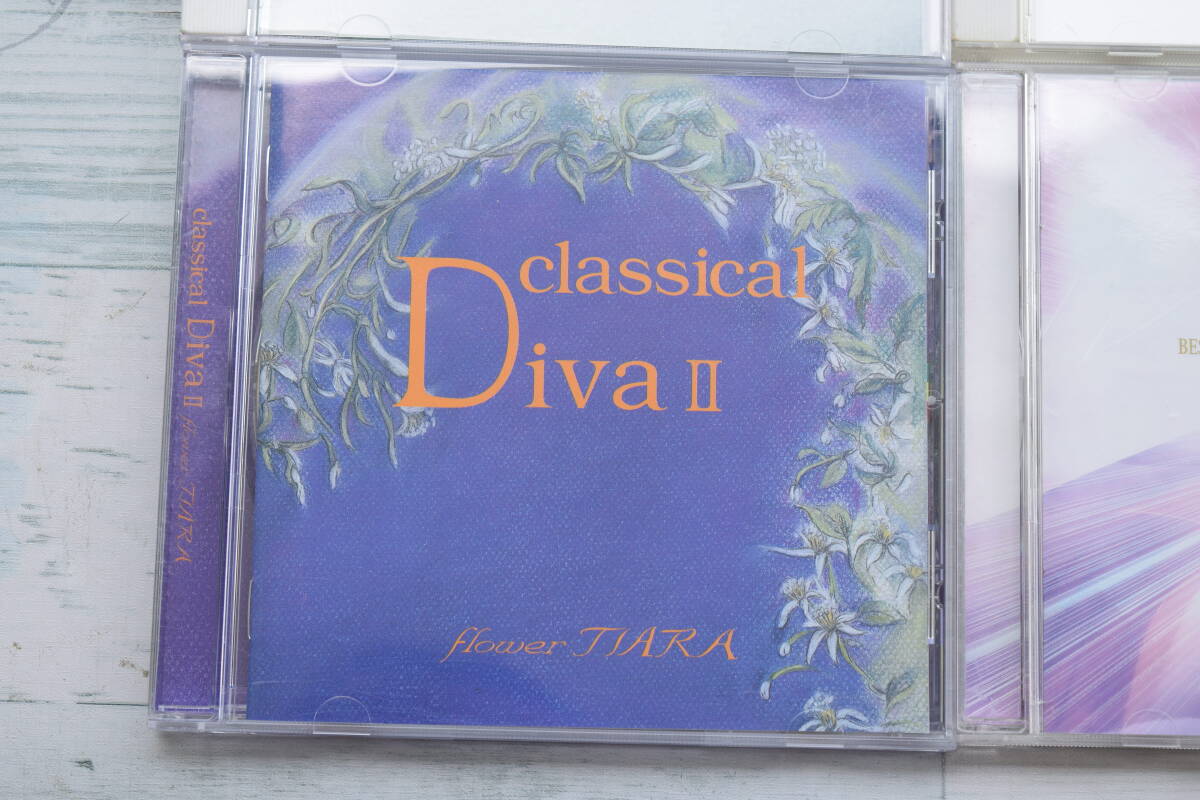 classical Diva II flower TIARA
classical
Diva II
flower TIARA